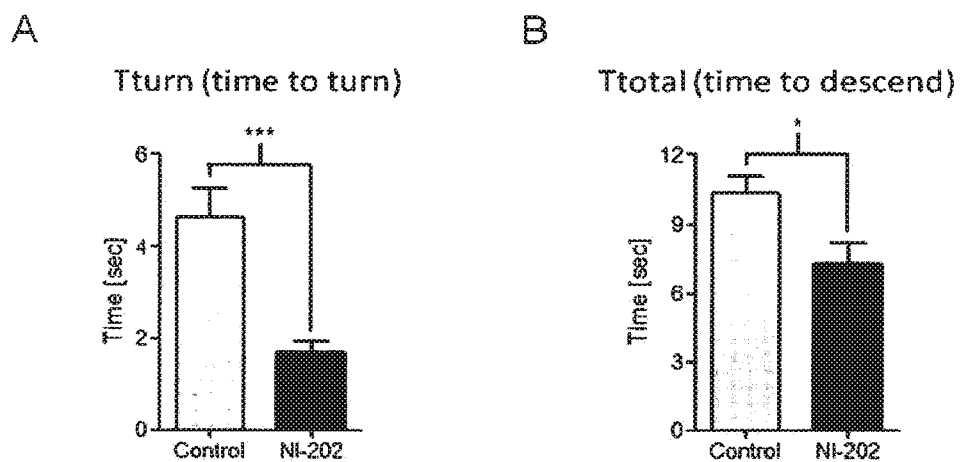 A
Tturn (time to turn)
***
6
4
2
0
Time [sec]
Control NI-202
B
Ttotal (time to descend)
*
12
9
6
3
0
Time [sec]
Control NI-202